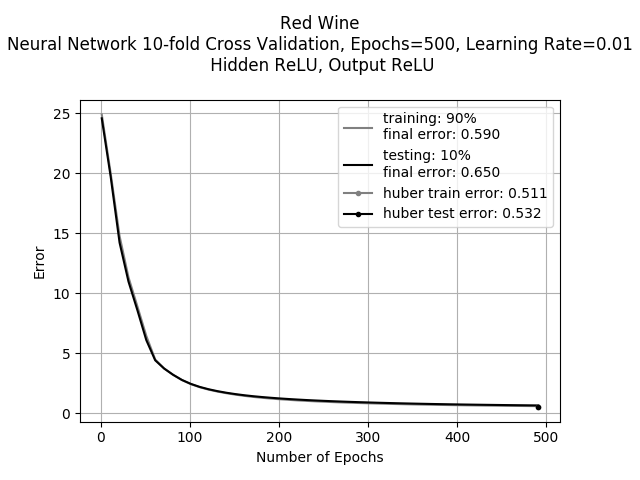 Red Wine
Neural Network 10-fold Cross Validation, Epochs=500, Learning Rate=0.01
Hidden ReLU, Output ReLU
training: 90%
final error: 0.590
testing: 10%
final error: 0.650
huber train error: 0.511
huber test error: 0.532
Error
25
20
15
10
5
0
0 100 200 300 400 500
Number of Epochs